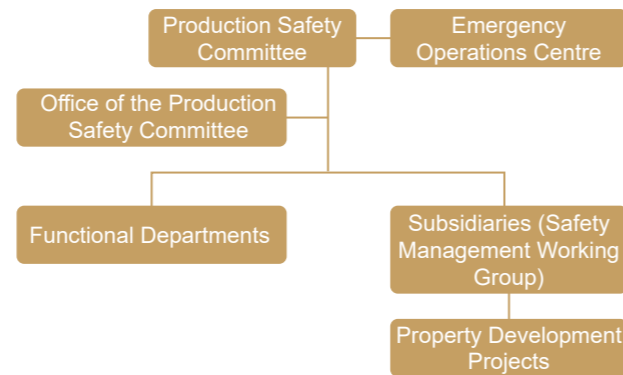 Production Safety
Committee
Emergency
Operations Centre
Office of the Production
Safety Committee
Functional Departments
Subsidiaries (Safety
Management Working
Group)
Property Development
Projects